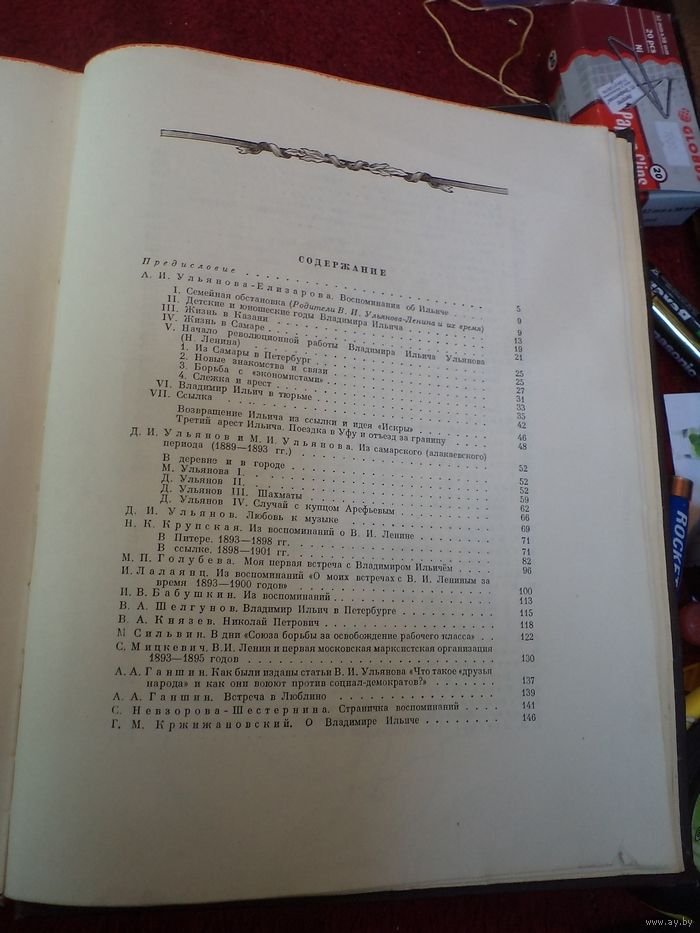 СОДЕРЖАНИЕ
Предисловие . . . 5
А. И. Ульянова-Елизарова. Воспоминания об Ильиче . . . 9
I. Семейная обстановка (Родители В. И. Ульянова-Ленина и их время) 9
II. Детские и юношеские годы Владимира Ильича . . . 13
III. Жизнь в Казани . . . 19
IV. Жизнь в Самаре . . . 21
V. Начало революционной работы Владимира Ильича Ульянова
(Н. Ленина) . . . 25
1. Из Самары в Петербург . . . 25
2. Новые знакомства и связи . . . 27
3. Борьба с «экономистами» . . . 31
4. Слежка и арест . . . 33
VI. Владимир Ильич в тюрьме . . . 35
VII. Ссылка . . . 42
Возвращение Ильича из ссылки и идея «Искры» . . . 46
Третий арест Ильича. Поездка в Уфу и отъезд за границу . . . 48
Д. И. Ульянов и М. И. Ульянова. Из самарского (алакаевского)
периода (1889—1893 гг.) . . . 52
В деревне и в городе . . . 52
М. Ульянова I. . . . 52
Д. Ульянов II. . . . 59
Д. Ульянов III. Шахматы . . . 62
Д. Ульянов IV. Случай с купцом Арефьевым . . . 66
Д. И. Ульянов. Любовь к музыке . . . 69
Н. К. Крупская. Из воспоминаний о В. И. Ленине . . . 71
В Питере. 1893—1898 гг. . . . 71
В ссылке. 1898—1901 гг. . . . 82
М. П. Голубева. Моя первая встреча с Владимиром Ильичём . . . 96
И. Лалаянц. Из воспоминаний «О моих встречах с В. И. Лениным за
время 1893—1900 годов» . . . 100
И. В. Бабушкин. Из воспоминаний . . . 113
В. А. Шелгунов. Владимир Ильич в Петербурге . . . 115
В. А. Князев. Николай Петрович . . . 118
М. Сильвин. В дни «Союза борьбы за освобождение рабочего класса» . . 122
С. Мицкевич. В.И. Ленин и первая московская марксистская организация
1893—1895 годов . . . 130
А. А. Ганшин. Как были изданы статьи В. И. Ульянова «Что такое «друзья
народа» и как они воюют против социал-демократов?» . . . 137
А. А. Ганшин. Встреча в Люблино . . . 139
С. Невзорова-Шестернина. Страничка воспоминаний . . . 141
Г. М. Кржижановский. О Владимире Ильиче . . . 146
20 pcs
20
ROCKET
www.ay.by